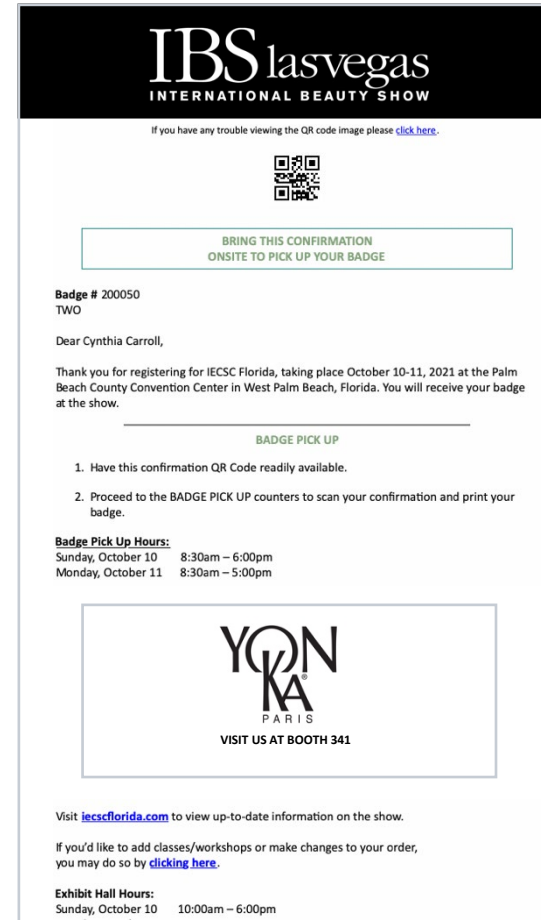 IBS lasvegas
INTERNATIONAL BEAUTY SHOW
If you have any trouble viewing the QR code image please click here.
BRING THIS CONFIRMATION
ONSITE TO PICK UP YOUR BADGE
Badge # 200050
TWO
Dear Cynthia Carroll,
Thank you for registering for IECSC Florida, taking place October 10-11, 2021 at the Palm
Beach County Convention Center in West Palm Beach, Florida. You will receive your badge
at the show.
BADGE PICK UP
1. Have this confirmation QR Code readily available.
2. Proceed to the BADGE PICK UP counters to scan your confirmation and print your
badge.
Badge Pick Up Hours:
Sunday, October 10 8:30am – 6:00pm
Monday, October 11 8:30am – 5:00pm
YON
KA®
PARIS
VISIT US AT BOOTH 341
Visit iecscflorida.com to view up-to-date information on the show.
If you'd like to add classes/workshops or make changes to your order,
you may do so by clicking here.
Exhibit Hall Hours:
Sunday, October 10 10:00am – 6:00pm